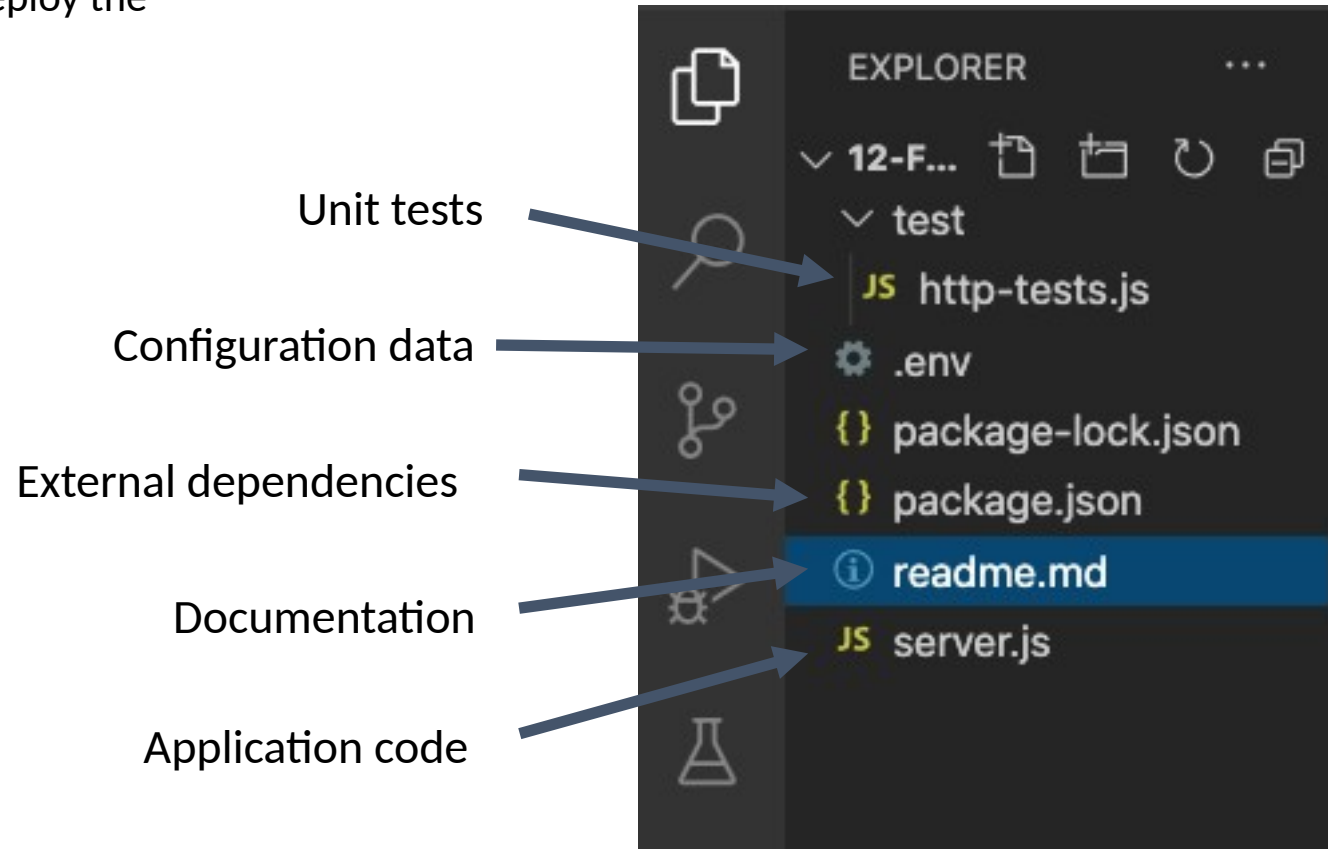 eploy the
EXPLORER ...
12-F...
Unit tests
test
JS http-tests.js
Configuration data
.env
{} package-lock.json
External dependencies
{} package.json
readme.md
Documentation
JS server.js
Application code